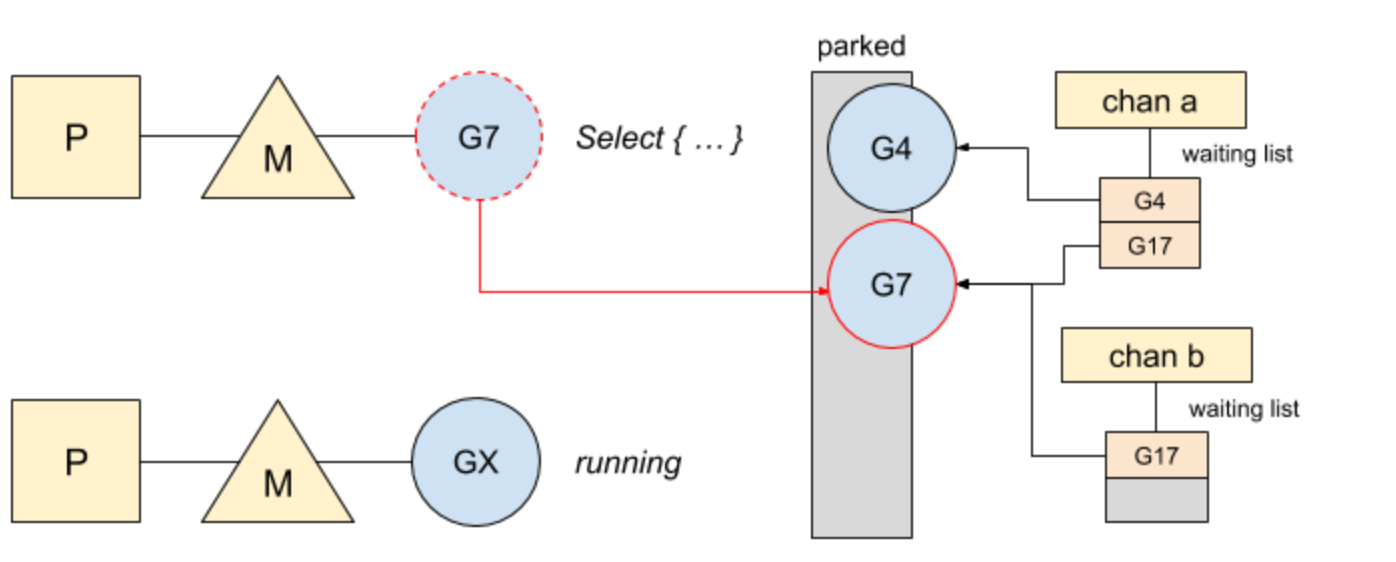 parked
P
M
G7
Select { ... }
G4
chan a
waiting list
G4
G17
G7
chan b
waiting list
G17
P
M
GX
running